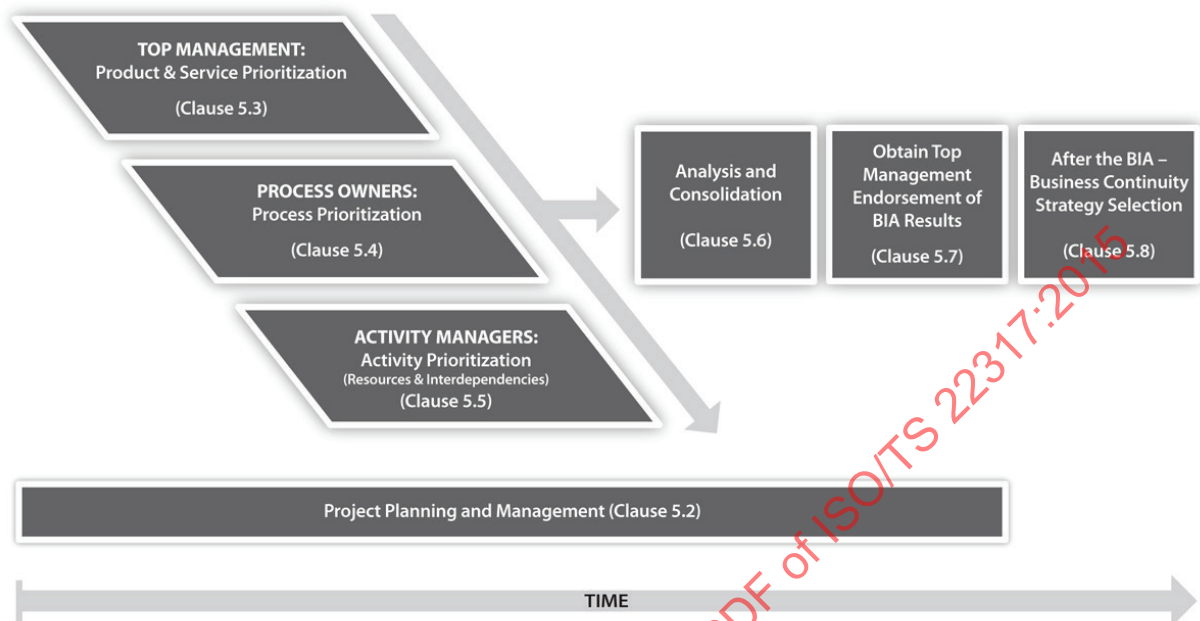 TOP MANAGEMENT:
Product & Service Prioritization
(Clause 5.3)
PROCESS OWNERS:
Process Prioritization
(Clause 5.4)
ACTIVITY MANAGERS:
Activity Prioritization
(Resources & Interdependencies)
(Clause 5.5)
Analysis and
Consolidation
(Clause 5.6)
Obtain Top
Management
Endorsement of
BIA Results
(Clause 5.7)
After the BIA –
Business Continuity
Strategy Selection
(Clause 5.8)
Project Planning and Management (Clause 5.2)
TIME
PDF of ISO/TS 22317:2015